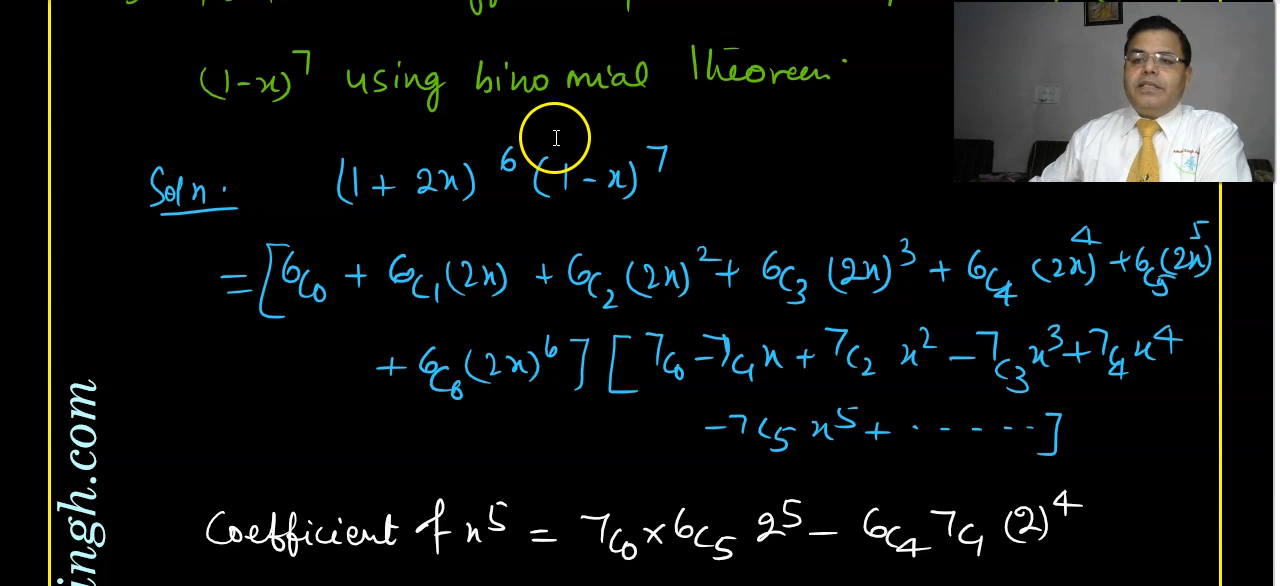 (1-x)^7 using binomial Theorem.
Soln. (1 + 2x)^6 (1 - x)^7
= [6C0 + 6C1 (2x) + 6C2 (2x)^2 + 6C3 (2x)^3 + 6C4 (2x)^4 + 6C5 (2x)^5
+ 6C6 (2x)^6 ] [ 7C0 - 7C1 x + 7C2 x^2 - 7C3 x^3 + 7C4 x^4
- 7C5 x^5 + ...... ]
Coefficient of x^5 = 7C0 × 6C5 2^5 - 6C4 7C1 (2)^4
ingh.com